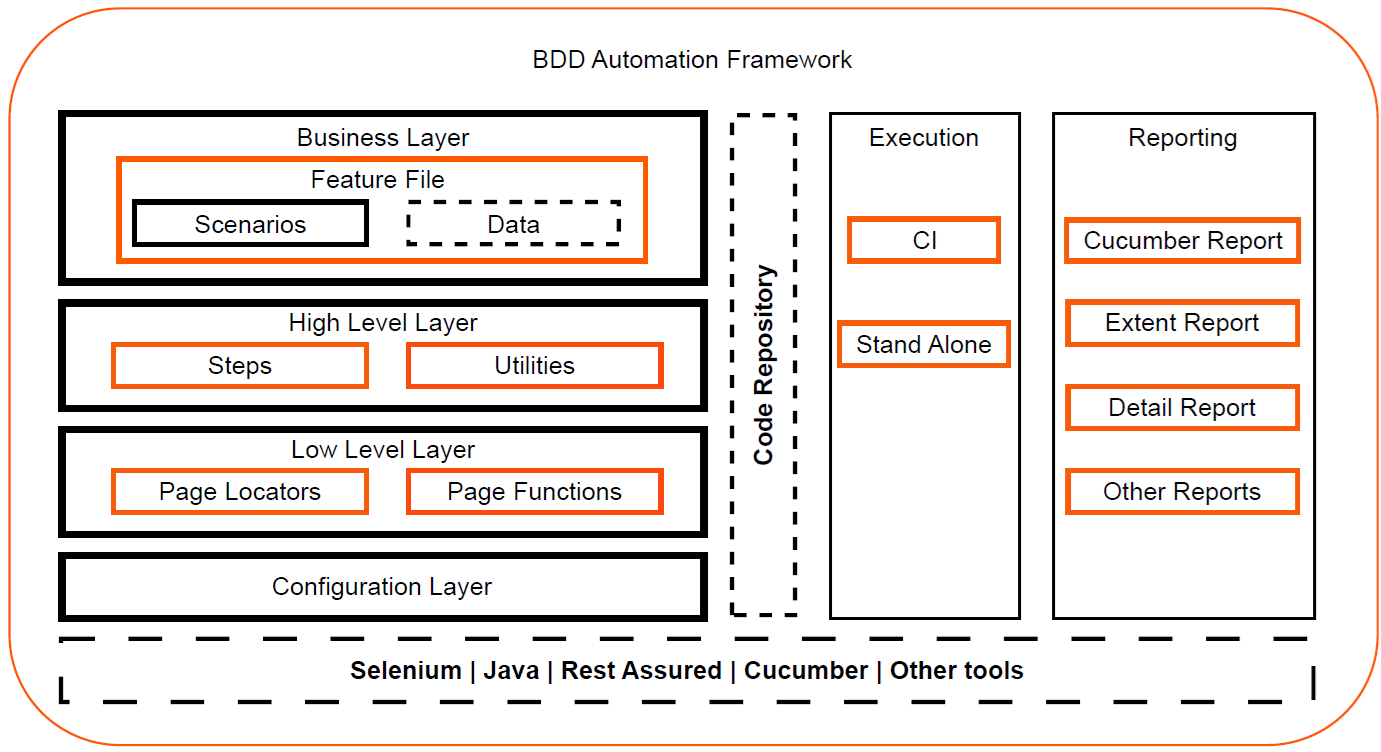 BDD Automation Framework
Business Layer
Feature File
Scenarios
Data
High Level Layer
Steps
Utilities
Low Level Layer
Page Locators
Page Functions
Configuration Layer
Code Repository
Execution
CI
Stand Alone
Reporting
Cucumber Report
Extent Report
Detail Report
Other Reports
Selenium | Java | Rest Assured | Cucumber | Other tools